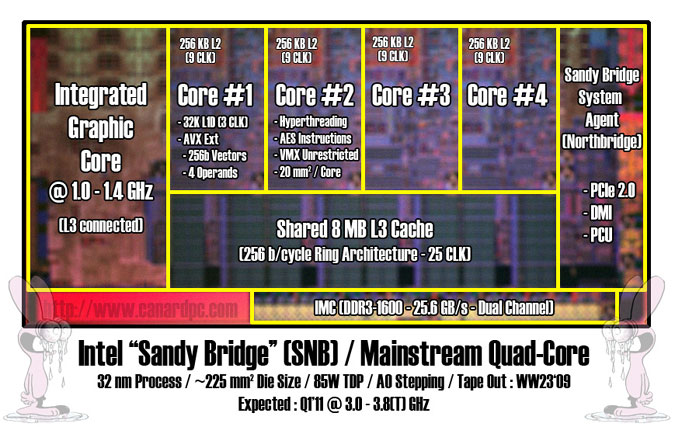 Integrated
Graphic
Core
@ 1.0 - 1.4 GHz
(L3 connected)
256 KB L2
(9 CLK)
Core #1
- 32K L1D (3 CLK)
- AVX Ext
- 256b Vectors
- 4 Operands
256 KB L2
(9 CLK)
Core #2
- Hyperthreading
- AES Instructions
- VMX Unrestricted
- 20 mm² / Core
256 KB L2
(9 CLK)
Core #3
256 KB L2
(9 CLK)
Core #4
Sandy Bridge
System
Agent
(Northbridge)
- PCIe 2.0
- DMI
- PCU
Shared 8 MB L3 Cache
(256 b/cycle Ring Architecture - 25 CLK)
http://www.canardpc.com
IMC (DDR3-1600 - 25.6 GB/s - Dual Channel)
Intel “Sandy Bridge” (SNB) / Mainstream Quad-Core
32 nm Process / ~225 mm² Die Size / 85W TDP / A0 Stepping / Tape Out : WW23'09
Expected : Q1'11 @ 3.0 - 3.8(T) GHz